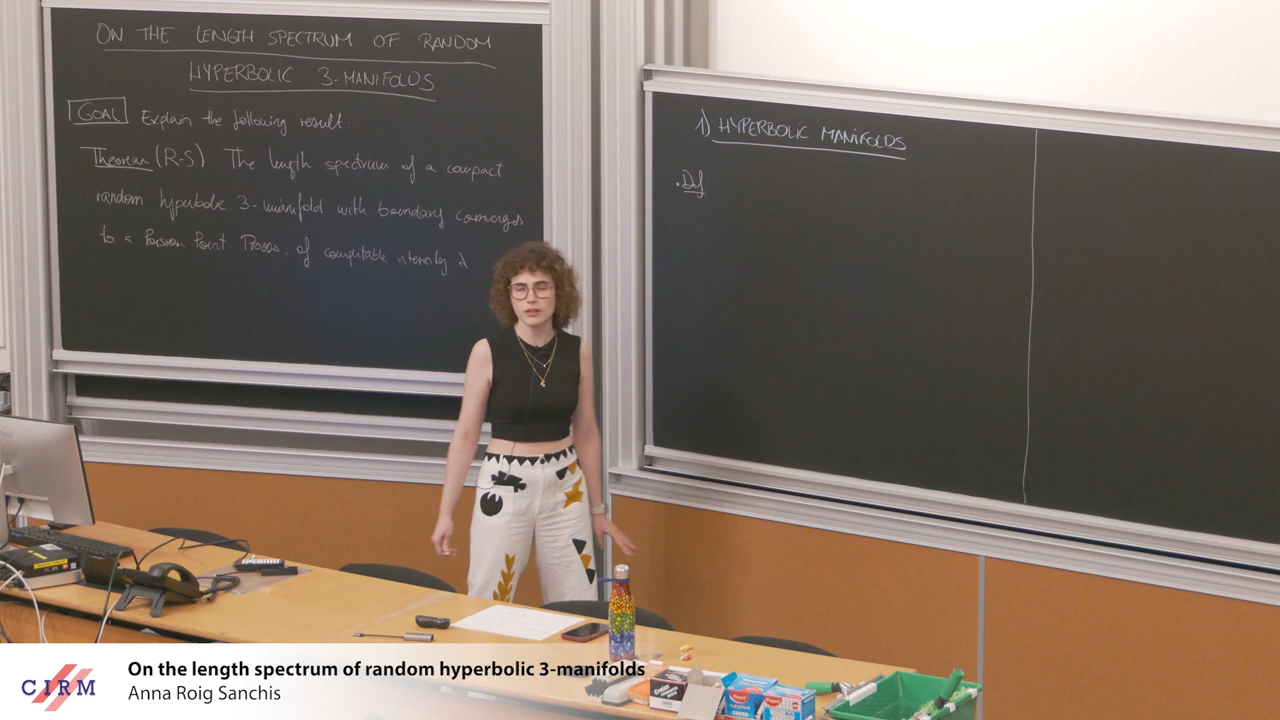 ON THE LENGTH SPECTRUM OF RANDOM
HYPERBOLIC 3-MANIFOLDS
GOAL Explain the following result.
Theorem (R-S). The length spectrum of a compact
random hyperbolic 3-manifold with boundary converges
to a Poisson Point Process of computable intensity λ
1) HYPERBOLIC MANIFOLDS
• Df
CIRM
On the length spectrum of random hyperbolic 3-manifolds
Anna Roig Sanchis